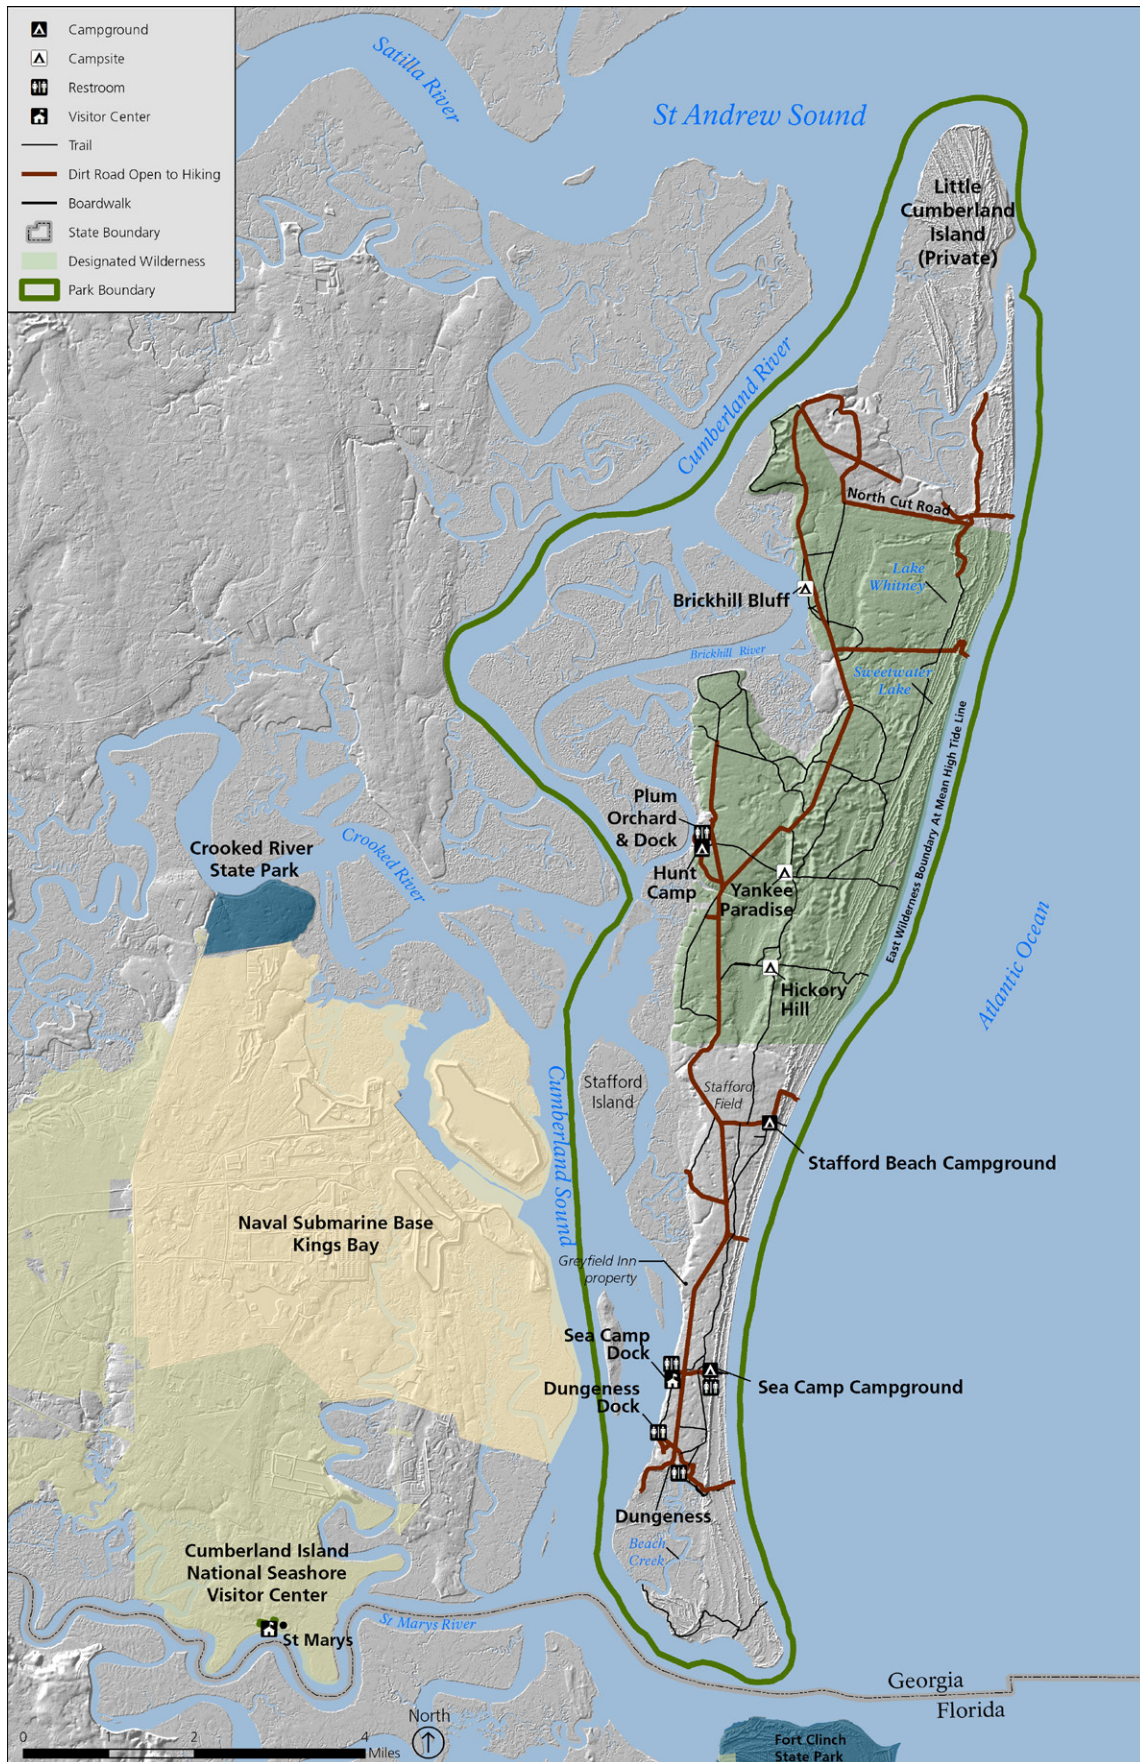 Campground
Campsite
Restroom
Visitor Center
Trail
Dirt Road Open to Hiking
Boardwalk
State Boundary
Designated Wilderness
Park Boundary
Satilla River
St Andrew Sound
Little
Cumberland
Island
(Private)
Cumberland River
North Cut Road
Lake
Whitney
Brickhill Bluff
Brickhill River
Sweetwater
Lake
East Wilderness Boundary At Mean High Tide Line
Plum
Orchard
& Dock
Hunt
Camp
Yankee
Paradise
Crooked River
State Park
Crooked River
Hickory
Hill
Atlantic Ocean
Stafford
Island
Stafford
Field
Cumberland Sound
Stafford Beach Campground
Naval Submarine Base
Kings Bay
Greyfield Inn
property
Sea Camp
Dock
Sea Camp Campground
Dungeness
Dock
Dungeness
Beach
Creek
Cumberland Island
National Seashore
Visitor Center
St Marys
St Marys River
Georgia
Florida
North
0
4
Miles
Fort Clinch
State Park